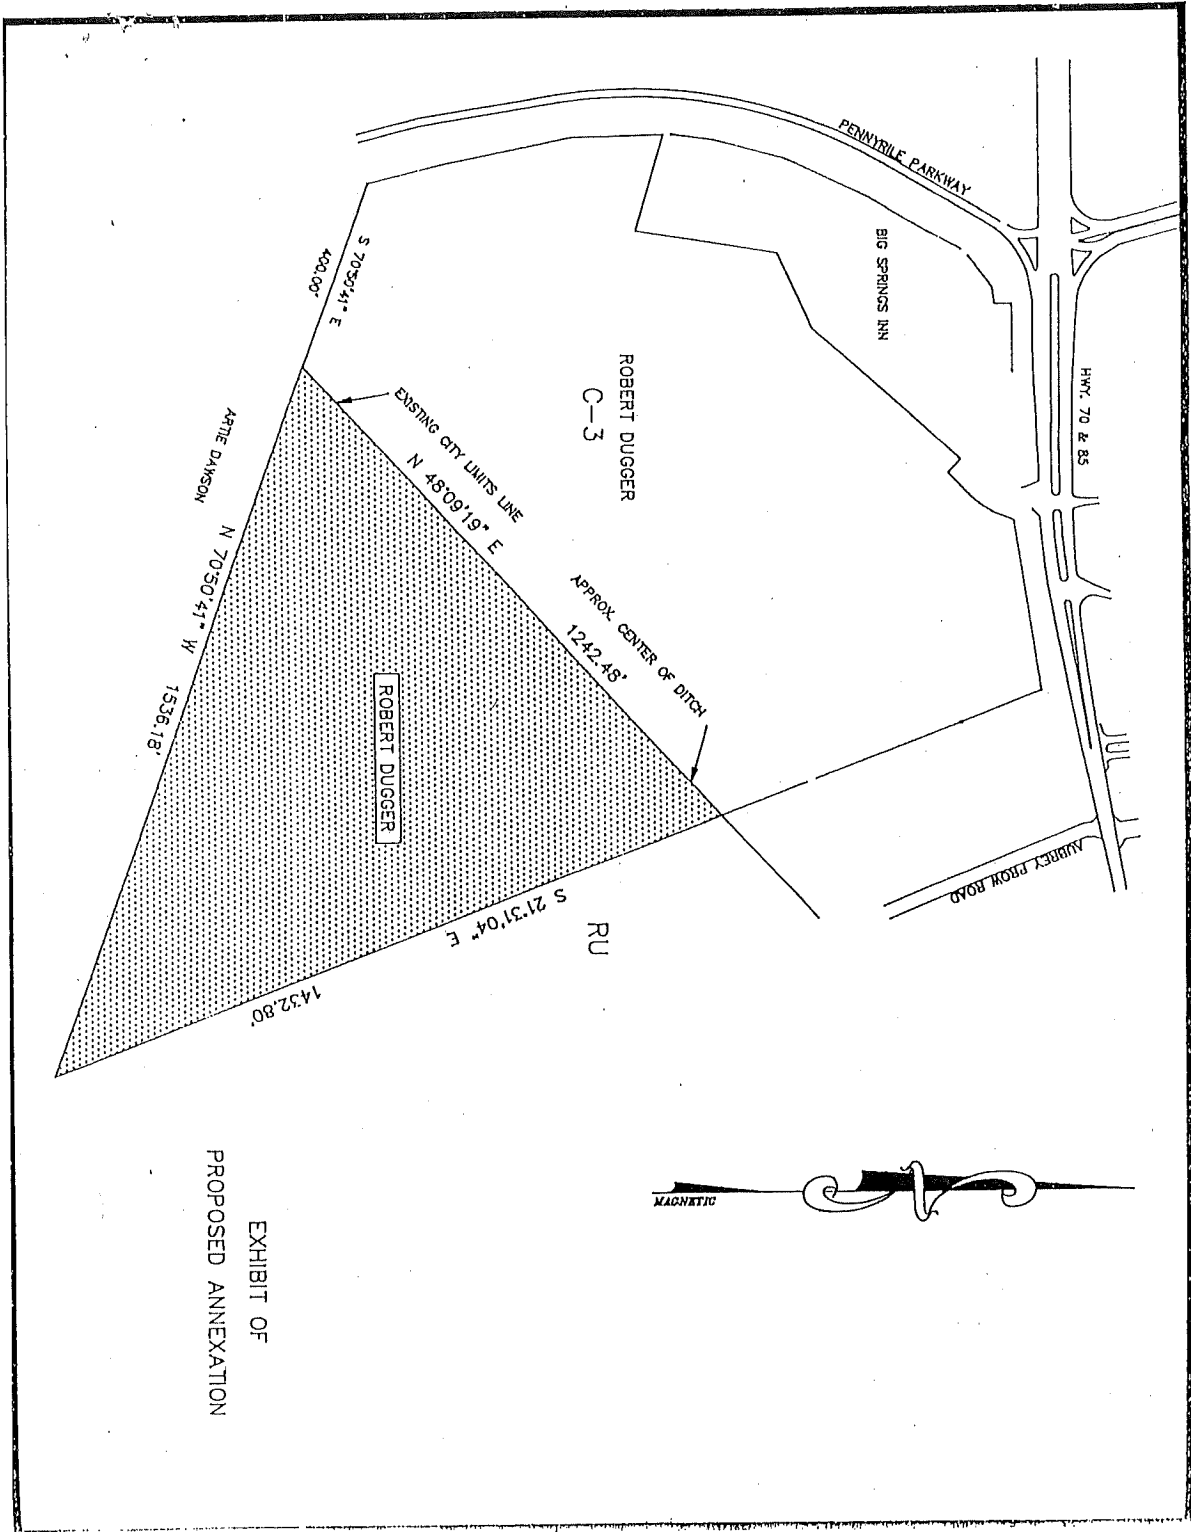 PENNYRILE PARKWAY
HWY. 70 & 85
BIG SPRINGS INN
ROBERT DUGGER
C-3
S 70°50'41" E
400.00'
EXISTING CITY LIMITS LINE
N 48°09'19" E
APPROX. CENTER OF DITCH
1242.48'
ARTIE DAWSON
N 70°50'41" W
1536.18'
ROBERT DUGGER
AUBREY PROW ROAD
RU
S 21°31'04" E
1432.80'
MAGNETIC
EXHIBIT OF
PROPOSED ANNEXATION